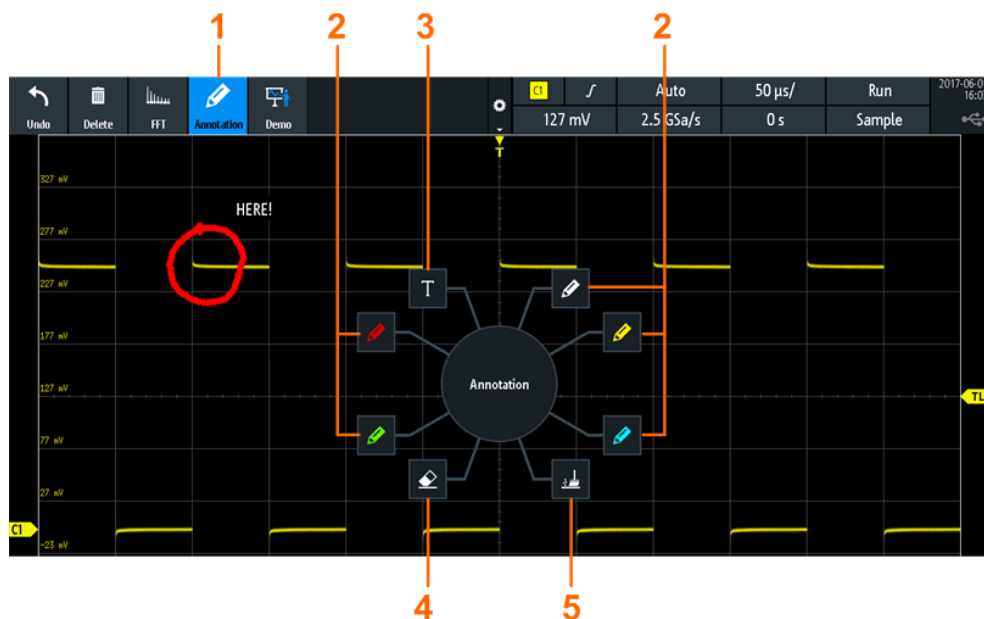 1 2 3 2
C1 Auto 50 µs/ Run 2017-06-0
16:0
Undo Delete FFT Annotation Demo 127 mV 2.5 GSa/s 0 s Sample
T
327 mV
HERE!
277 mV
227 mV
T
177 mV
Annotation
127 mV
TL
77 mV
27 mV
C1
-23 mV
4 5